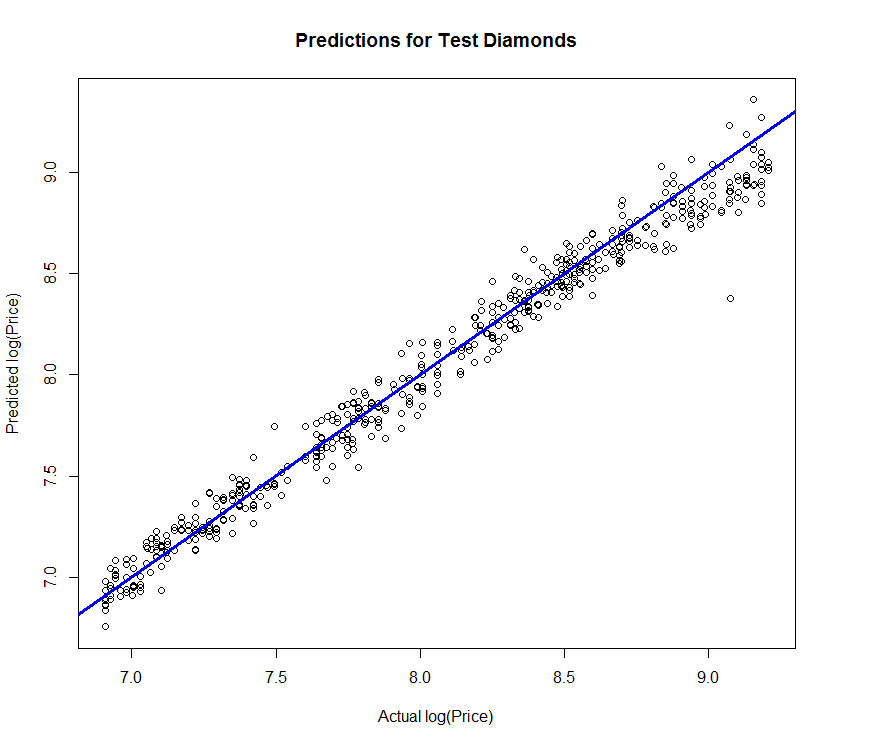 Predictions for Test Diamonds
Predicted log(Price)
9.0
8.5
8.0
7.5
7.0
7.0 7.5 8.0 8.5 9.0
Actual log(Price)